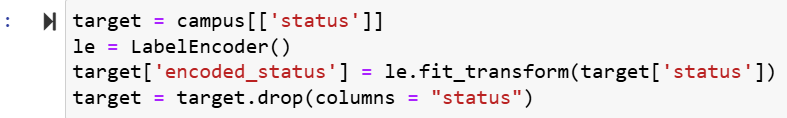 :
target = campus[['status']]
le = LabelEncoder()
target['encoded_status'] = le.fit_transform(target['status'])
target = target.drop(columns = "status")